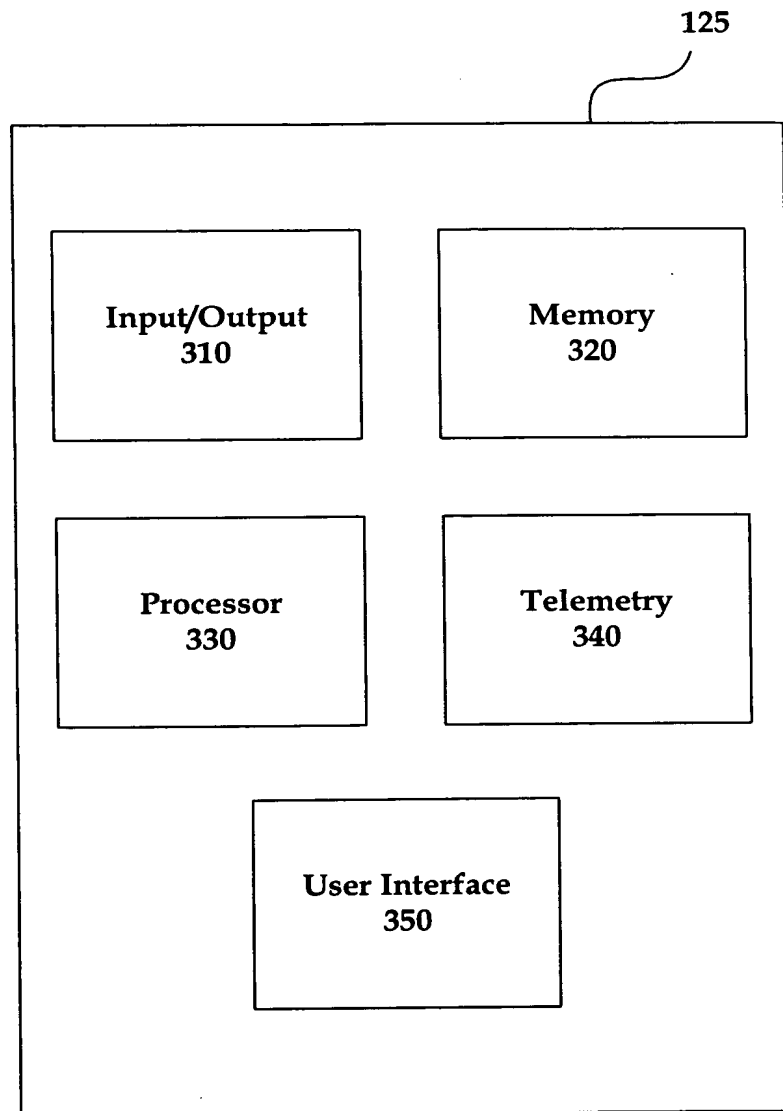 125
Input/Output
310
Memory
320
Processor
330
Telemetry
340
User Interface
350